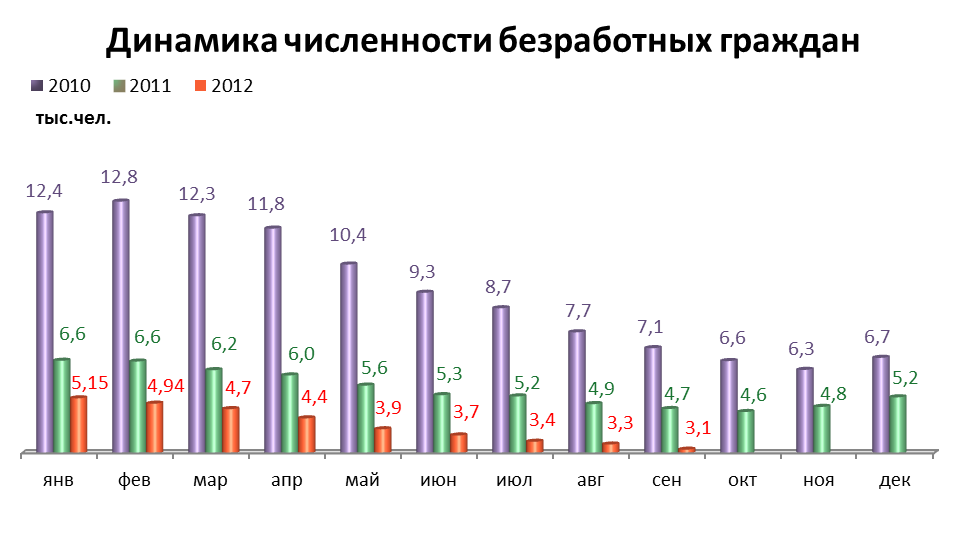 Динамика численности безработных граждан
2010 2011 2012
тыс.чел.
12,4 12,8 12,3 11,8 10,4 9,3 8,7 7,7 7,1 6,6 6,3 6,7
6,6 6,6 6,2 6,0 5,6 5,3 5,2 4,9 4,7 4,6 4,8 5,2
5,15 4,94 4,7 4,4 3,9 3,7 3,4 3,3 3,1
янв фев мар апр май июн июл авг сен окт ноя дек